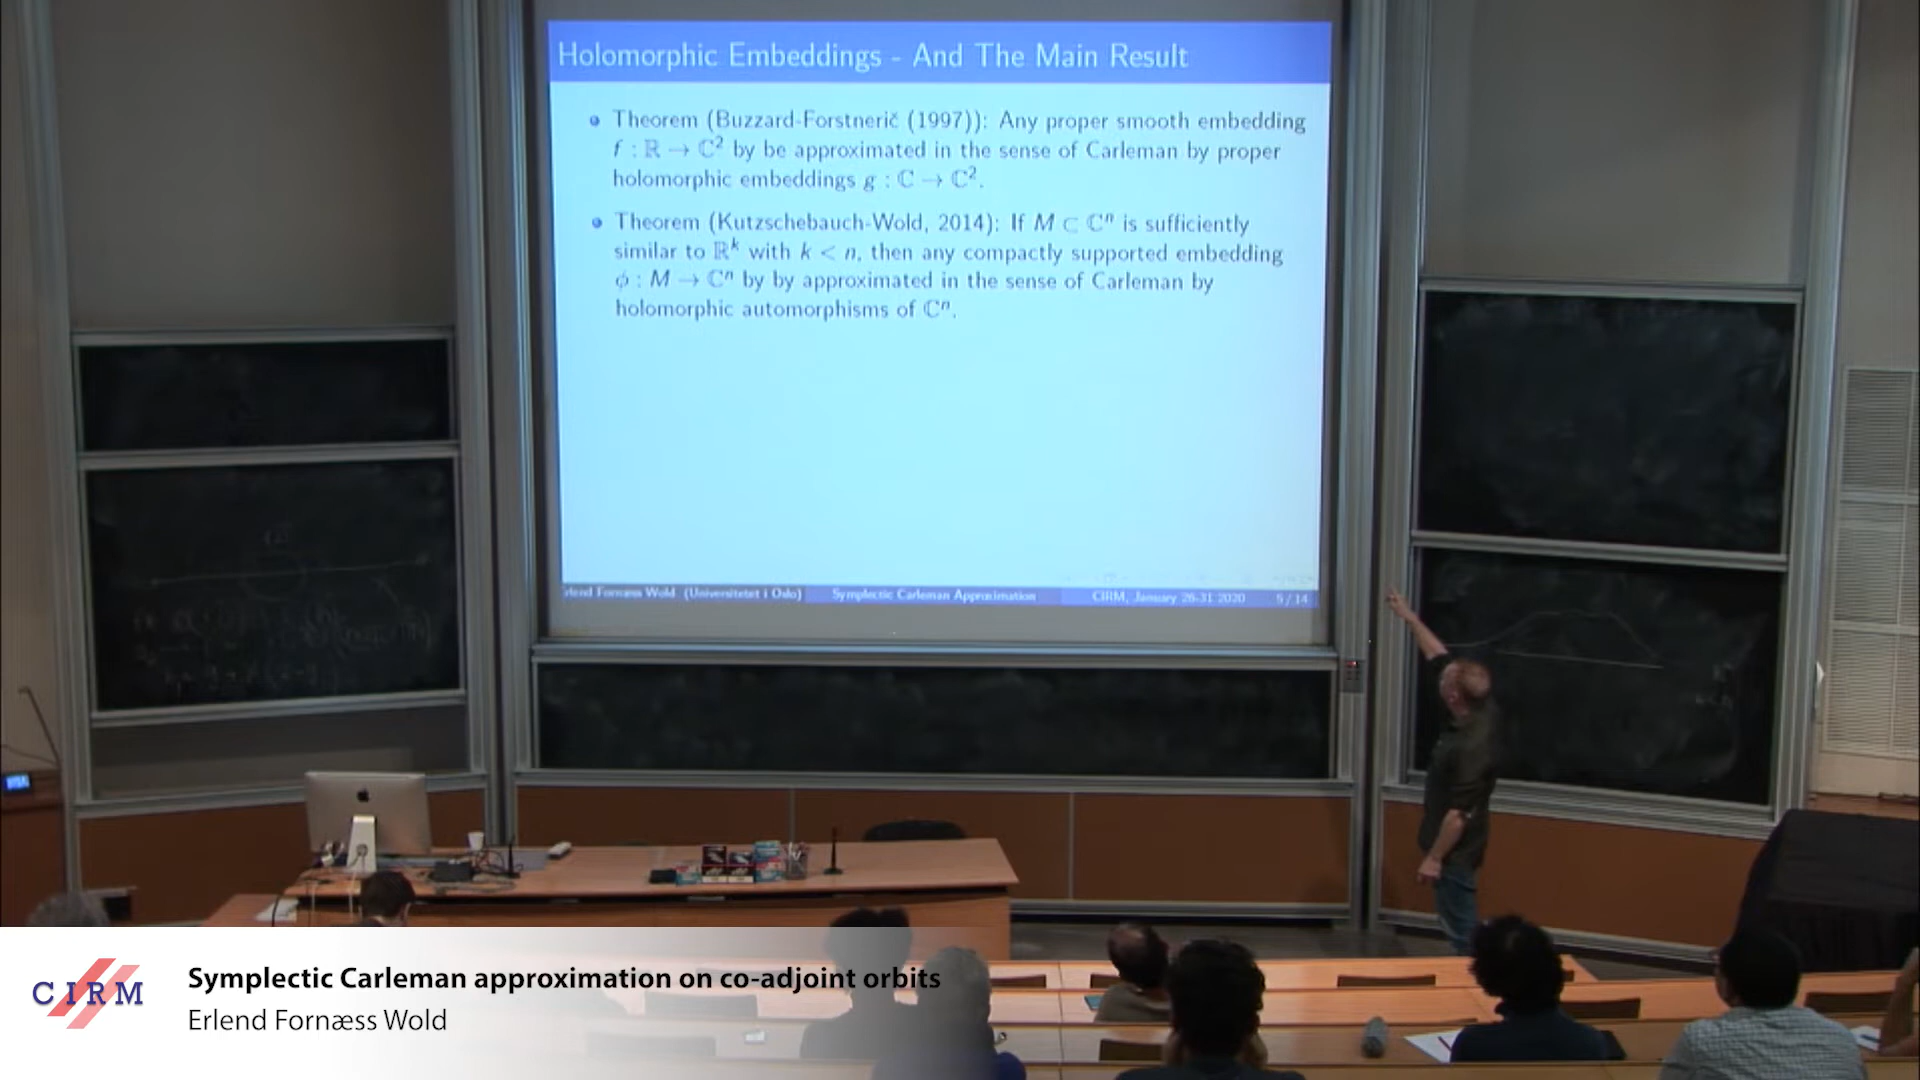 Holomorphic Embeddings - And The Main Result
Theorem (Buzzard-Forstnerič (1997)): Any proper smooth embedding
f : ℝ → ℂ² by be approximated in the sense of Carleman by proper
holomorphic embeddings g : ℂ → ℂ².
Theorem (Kutzschebauch-Wold, 2014): If M ⊂ ℂⁿ is sufficiently
similar to ℝᵏ with k < n, then any compactly supported embedding
ϕ : M → ℂⁿ by by approximated in the sense of Carleman by
holomorphic automorphisms of ℂⁿ.
Fornæss Wold (Universitetet i Oslo) Symplectic Carleman Approximation CIRM, January 26-31 2020 5 / 14
CIRM
Symplectic Carleman approximation on co-adjoint orbits
Erlend Fornæss Wold